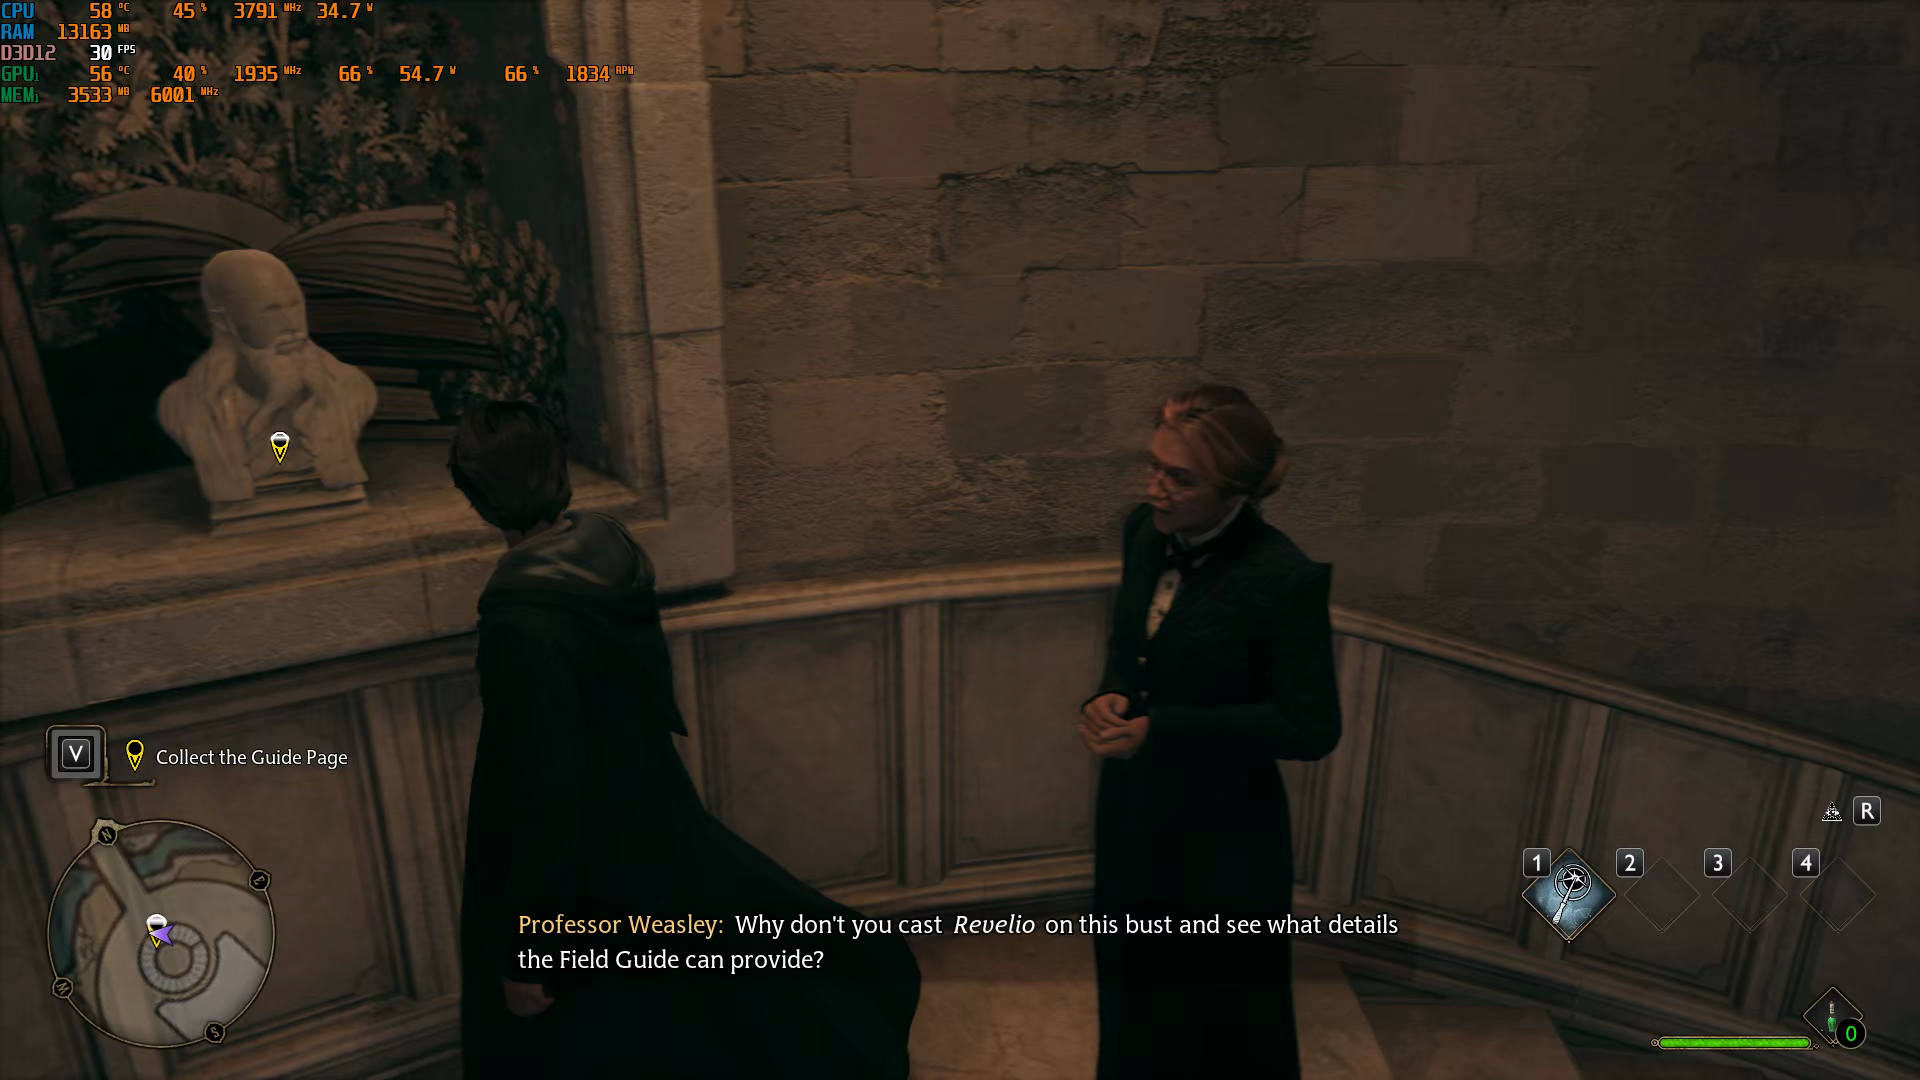 CPU 58 °C 45 % 3791 MHz 34.7 W
RAM 13163 MB
D3D12 30 FPS
GPU1 56 °C 40 % 1935 MHz 66 % 54.7 W 66 % 1834 RPM
MEM1 3533 MB 6001 MHz
V Collect the Guide Page
N
E
W
S
R
1 2 3 4
Professor Weasley: Why don't you cast Revelio on this bust and see what details
the Field Guide can provide?
0